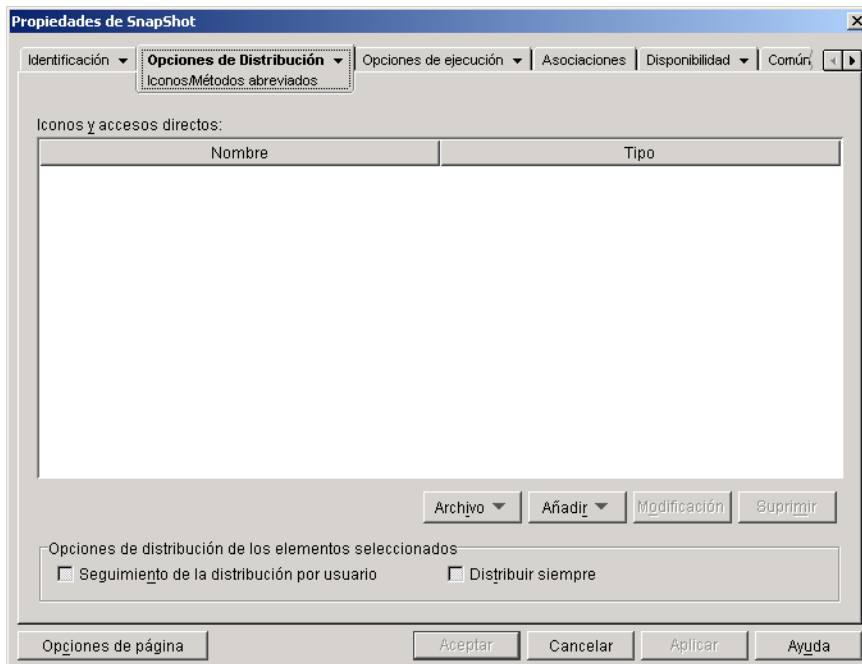 Propiedades de SnapShot
Identificación Opciones de Distribución Opciones de ejecución Asociaciones Disponibilidad Común
Iconos/Métodos abreviados
Iconos y accesos directos:
Nombre Tipo
Archivo Añadir Modificación Suprimir
Opciones de distribución de los elementos seleccionados
Seguimiento de la distribución por usuario Distribuir siempre
Opciones de página Aceptar Cancelar Aplicar Ayuda